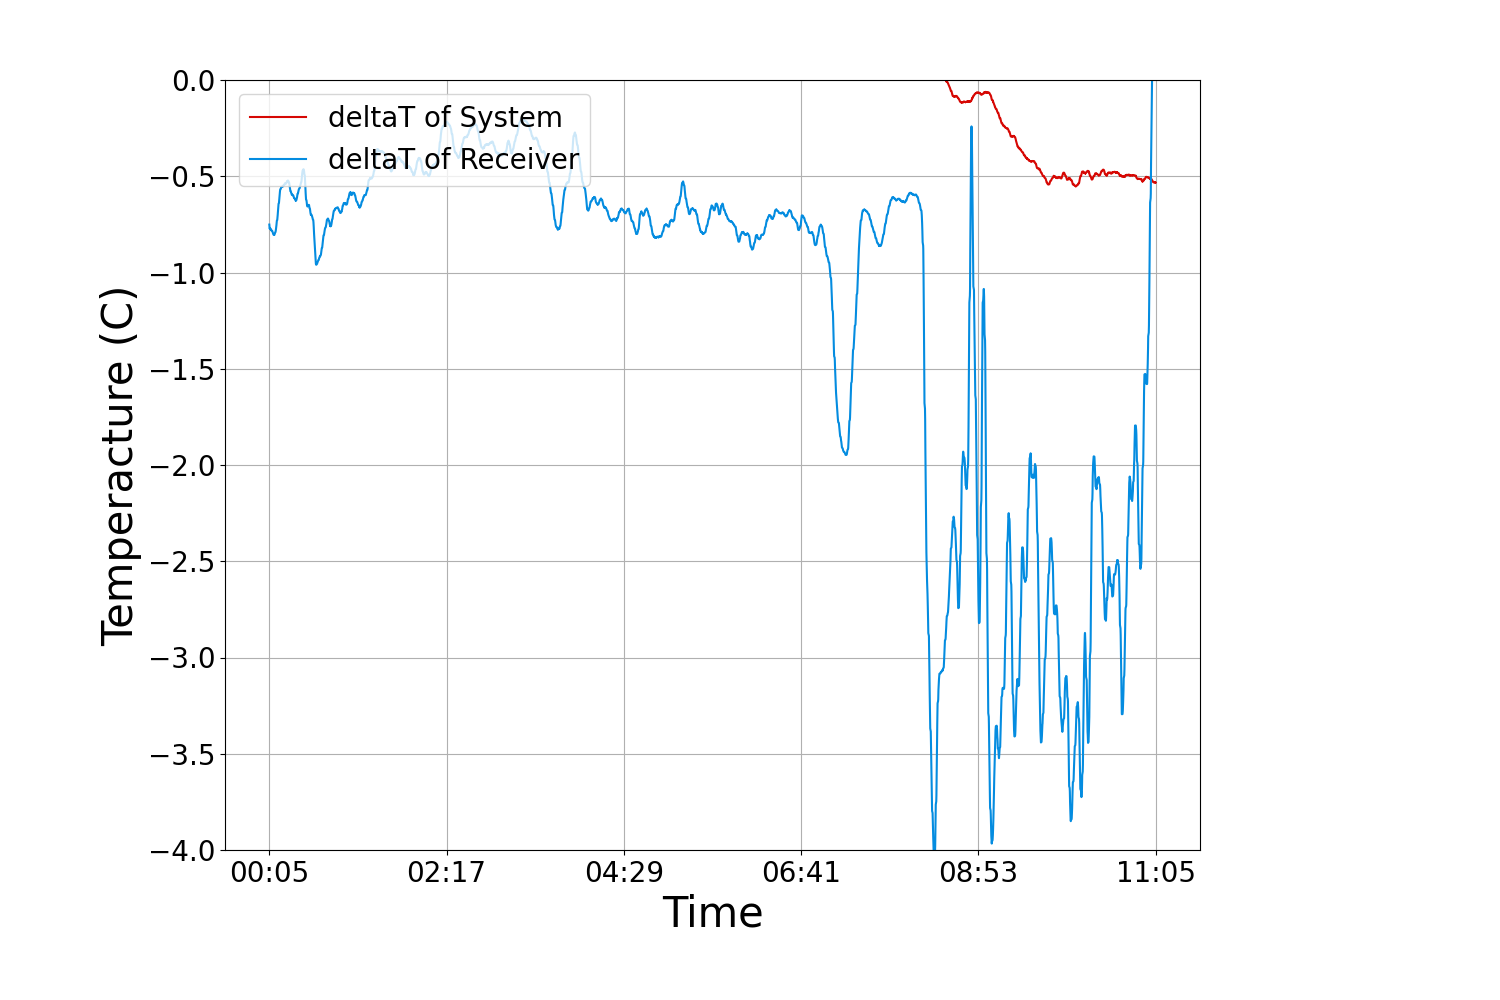 0.0
−0.5
−1.0
−1.5
−2.0
−2.5
−3.0
−3.5
−4.0
Temperacture (C)
deltaT of System
deltaT of Receiver
00:05 02:17 04:29 06:41 08:53 11:05
Time